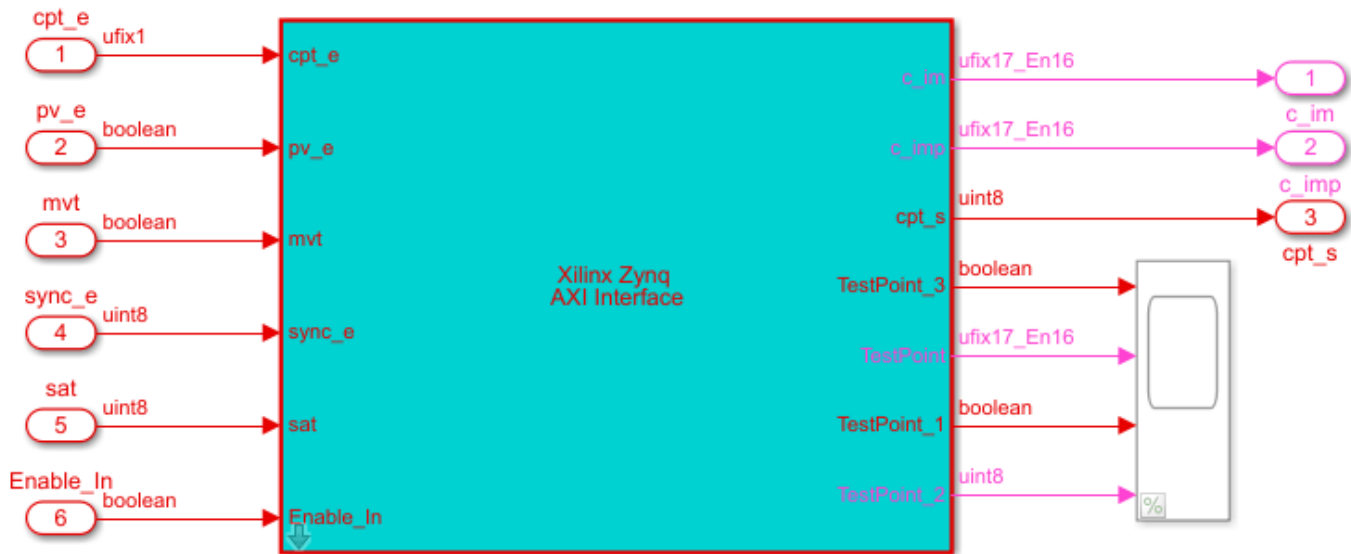 cpt_e
1
ufix1
cpt_e
pv_e
2
boolean
pv_e
mvt
3
boolean
mvt
sync_e
4
uint8
sync_e
sat
5
uint8
sat
Enable_In
6
boolean
Enable_In
Xilinx Zynq
AXI Interface
c_im
ufix17_En16
1
c_im
c_imp
ufix17_En16
2
c_imp
cpt_s
uint8
3
cpt_s
TestPoint_3
boolean
TestPoint
ufix17_En16
TestPoint_1
boolean
TestPoint_2
uint8
%